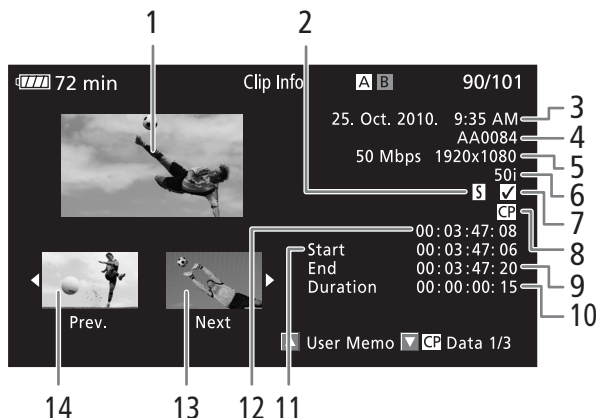 1
2
72 min Clip Info A B 90/101
25. Oct. 2010. 9:35 AM 3
AA0084 4
50 Mbps 1920x1080 5
50i 6
S ✓ 7
CP 8
12 00:03:47:08
11 Start 00:03:47:06
End 00:03:47:20 9
Duration 00:00:00:15 10
Prev. Next
User Memo CP Data 1/3
14 13 12 11